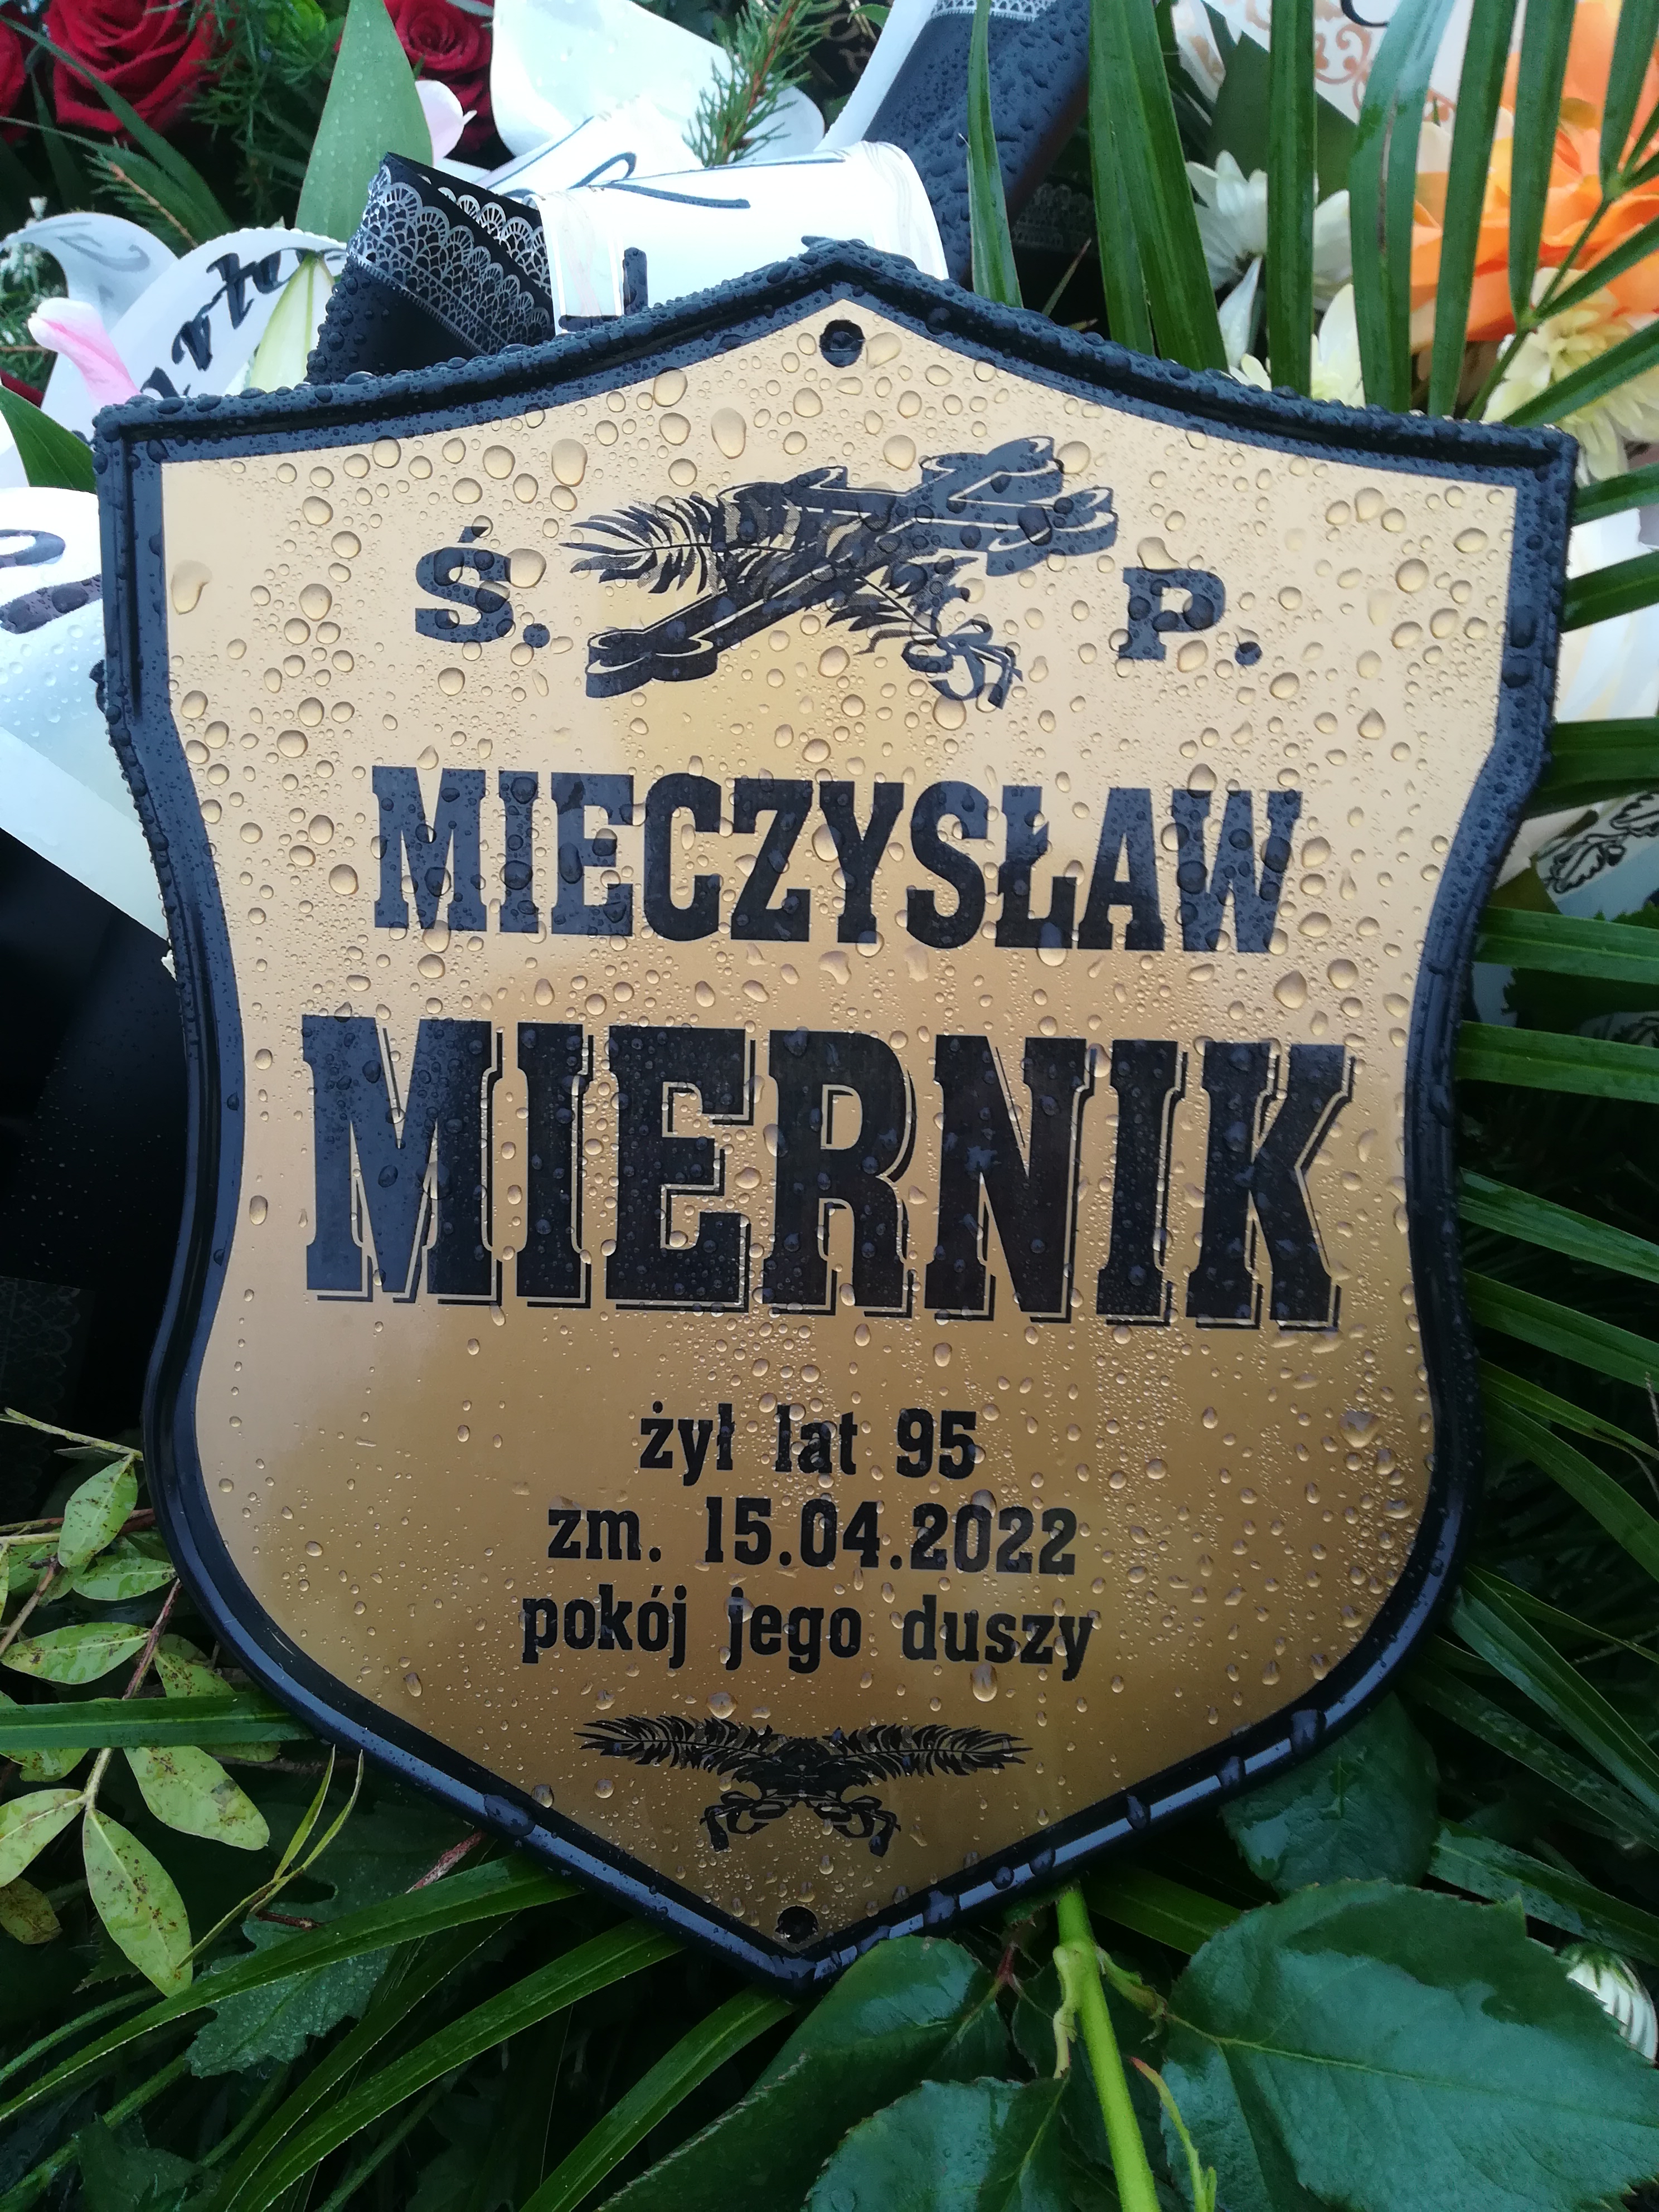 Ś. P.
MIECZYSŁAW
MIERNIK
żył lat 95
zm. 15.04.2022
pokój jego duszy